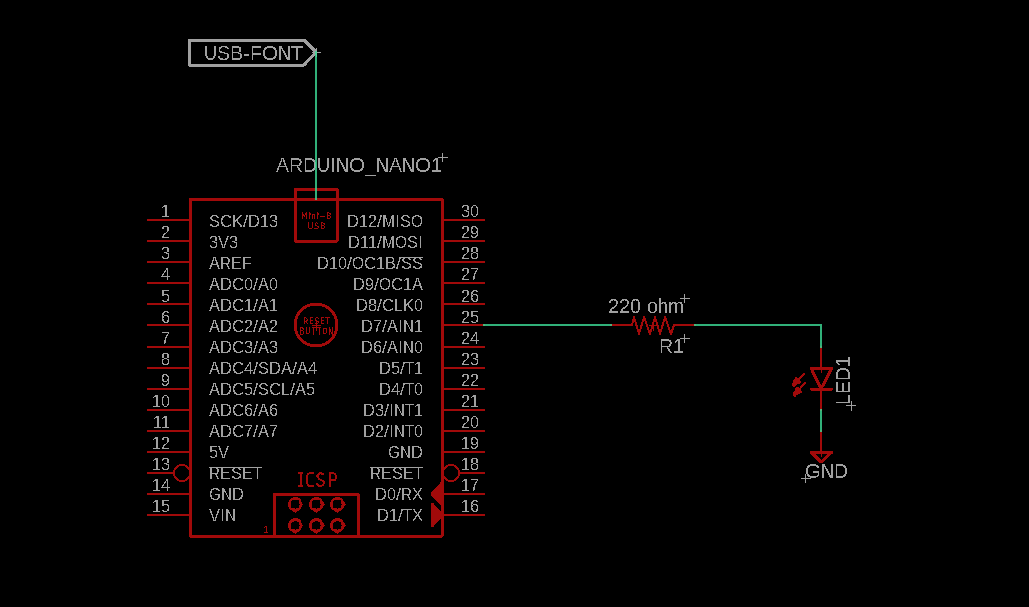 USB-FONT
ARDUINO_NANO1
Mini-B
USB
1 SCK/D13 D12/MISO 30
2 3V3 D11/MOSI 29
3 AREF D10/OC1B/SS 28
4 ADC0/A0 D9/OC1A 27
5 ADC1/A1 D8/CLK0 26
6 ADC2/A2 D7/AIN1 25
7 ADC3/A3 D6/AIN0 24
8 ADC4/SDA/A4 D5/T1 23
9 ADC5/SCL/A5 D4/T0 22
10 ADC6/A6 D3/INT1 21
11 ADC7/A7 D2/INT0 20
12 5V GND 19
13 RESET RESET 18
14 GND D0/RX 17
15 VIN D1/TX 16
RESET
BUTTON
ICSP
1
220 ohm
R1
LED1
GND